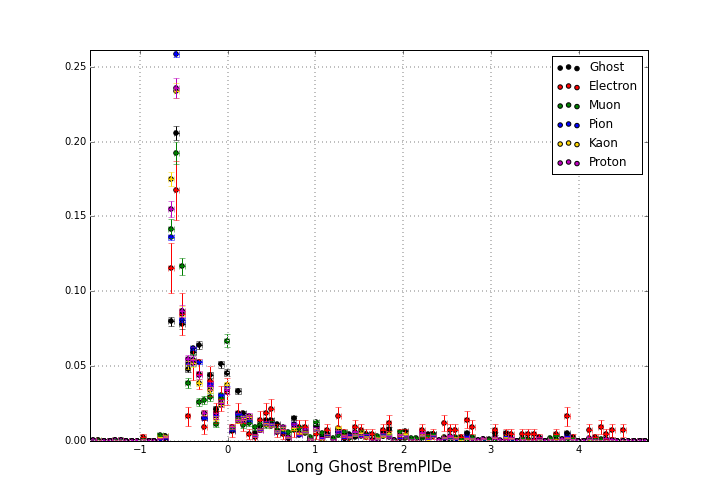 0.25
0.20
0.15
0.10
0.05
0.00
−1
0
1
2
3
4
Long Ghost BremPIDe
Ghost
Electron
Muon
Pion
Kaon
Proton